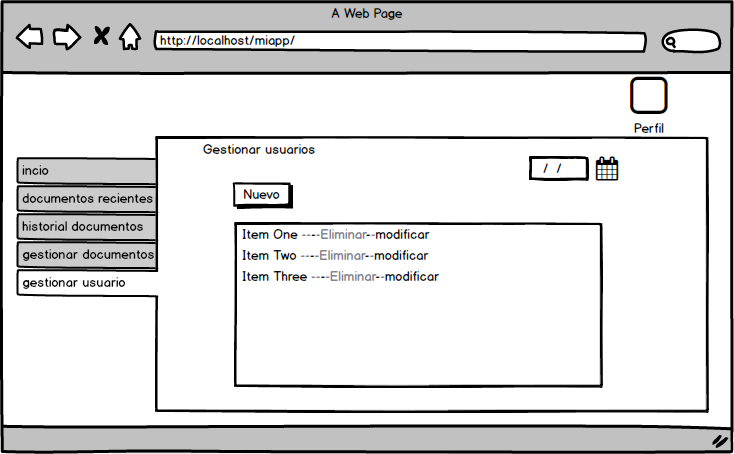 A Web Page
http://localhost/miapp/
Perfil
Gestionar usuarios
/ /
incio
documentos recientes
historial documentos
gestionar documentos
gestionar usuario
Nuevo
Item One ----Eliminar--modificar
Item Two ----Eliminar--modificar
Item Three ----Eliminar--modificar